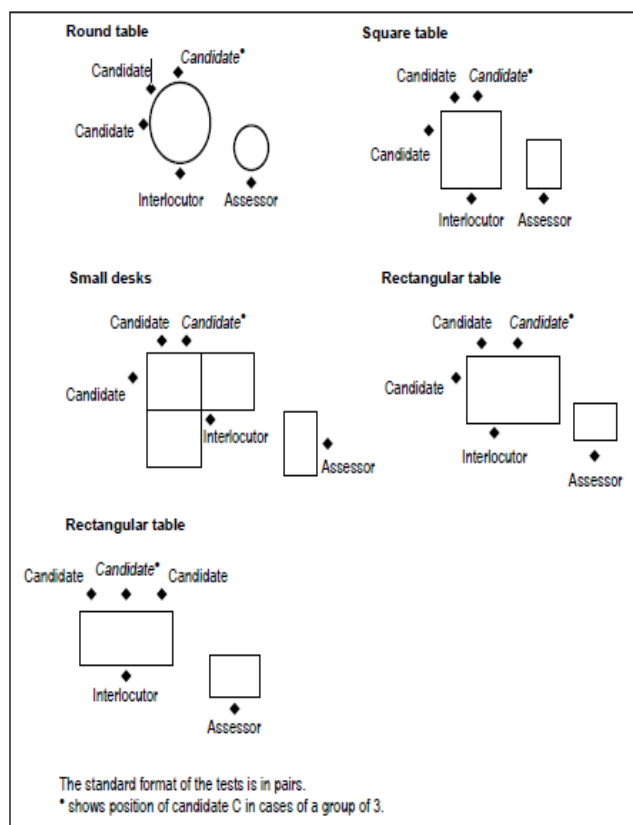 Round table
Candidate
Candidate*
Candidate
Interlocutor
Assessor
Square table
Candidate
Candidate*
Candidate
Interlocutor
Assessor
Small desks
Candidate
Candidate*
Candidate
Interlocutor
Assessor
Rectangular table
Candidate
Candidate*
Candidate
Interlocutor
Assessor
Rectangular table
Candidate
Candidate*
Candidate
Interlocutor
Assessor
The standard format of the tests is in pairs.
* shows position of candidate C in cases of a group of 3.